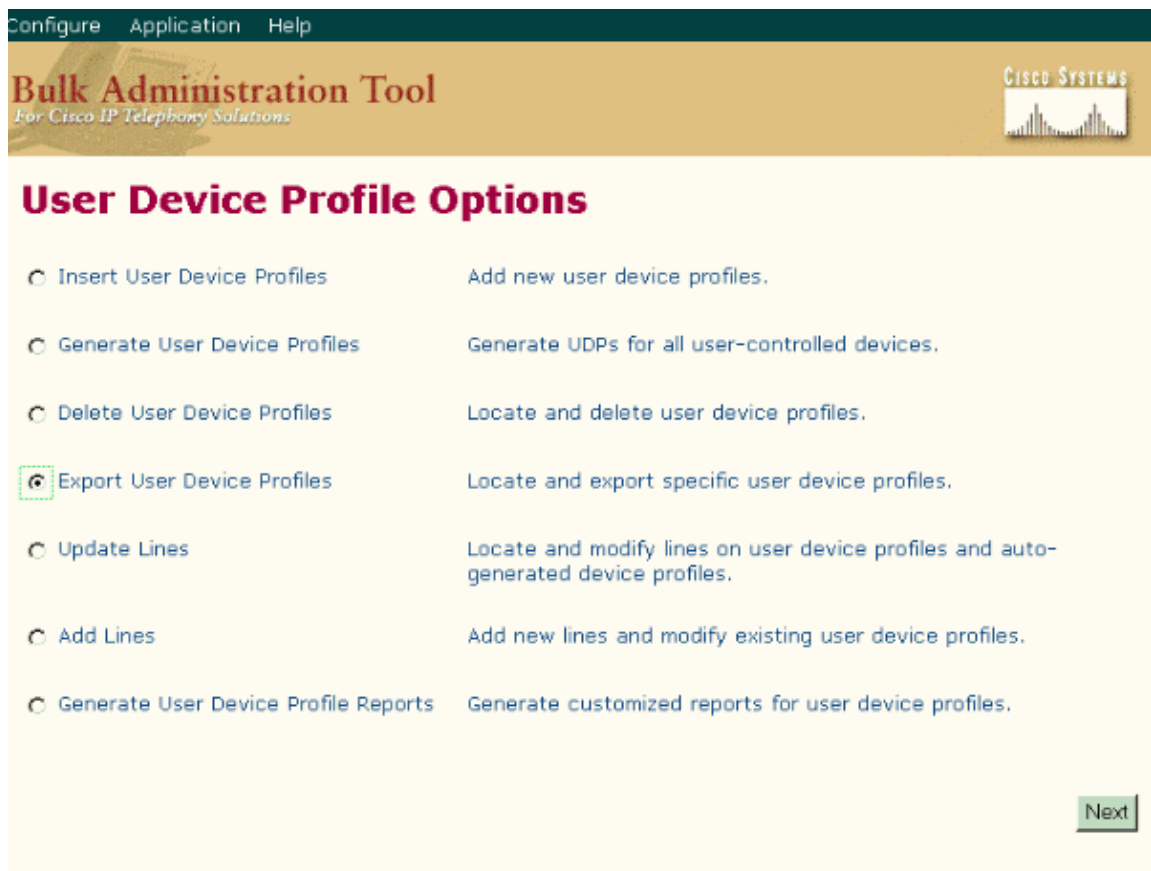 Configure Application Help
Bulk Administration Tool
For Cisco IP Telephony Solutions
CISCO SYSTEMS
User Device Profile Options
Insert User Device Profiles Add new user device profiles.
Generate User Device Profiles Generate UDPs for all user-controlled devices.
Delete User Device Profiles Locate and delete user device profiles.
Export User Device Profiles Locate and export specific user device profiles.
Update Lines Locate and modify lines on user device profiles and auto-
generated device profiles.
Add Lines Add new lines and modify existing user device profiles.
Generate User Device Profile Reports Generate customized reports for user device profiles.
Next